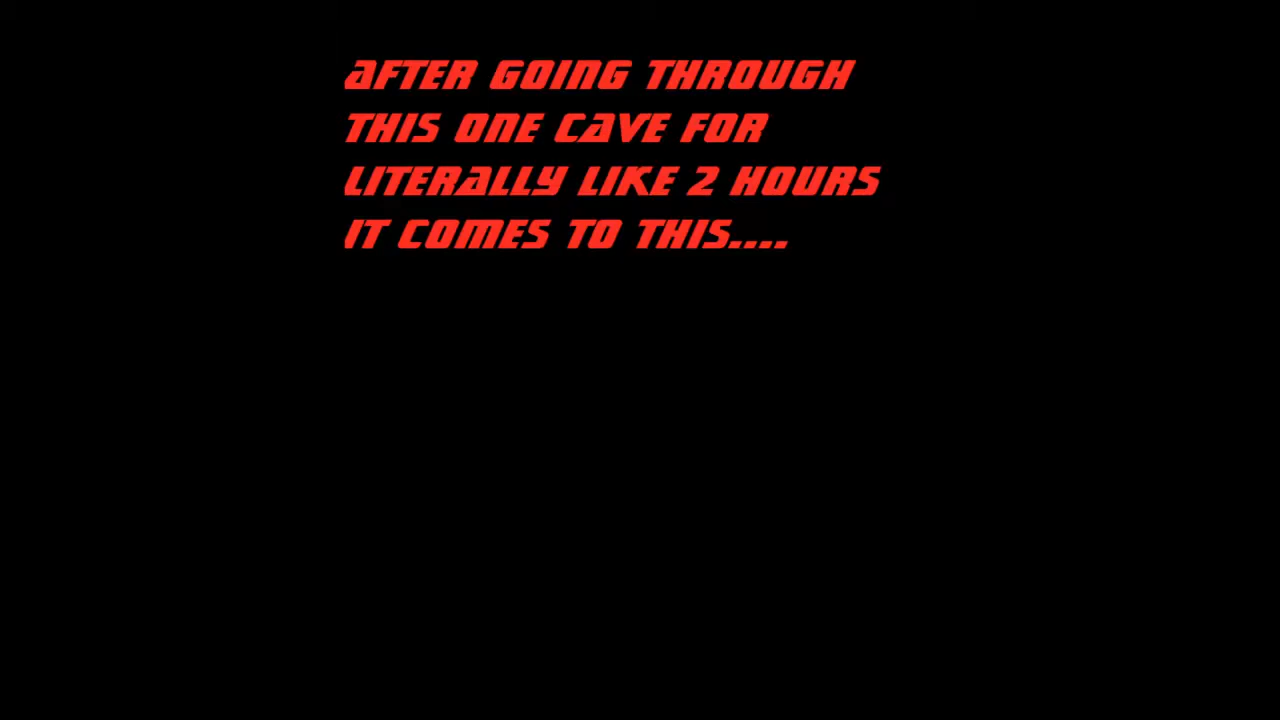 AFTER GOING THROUGH
THIS ONE CAVE FOR
LITERALLY LIKE 2 HOURS
IT COMES TO THIS....